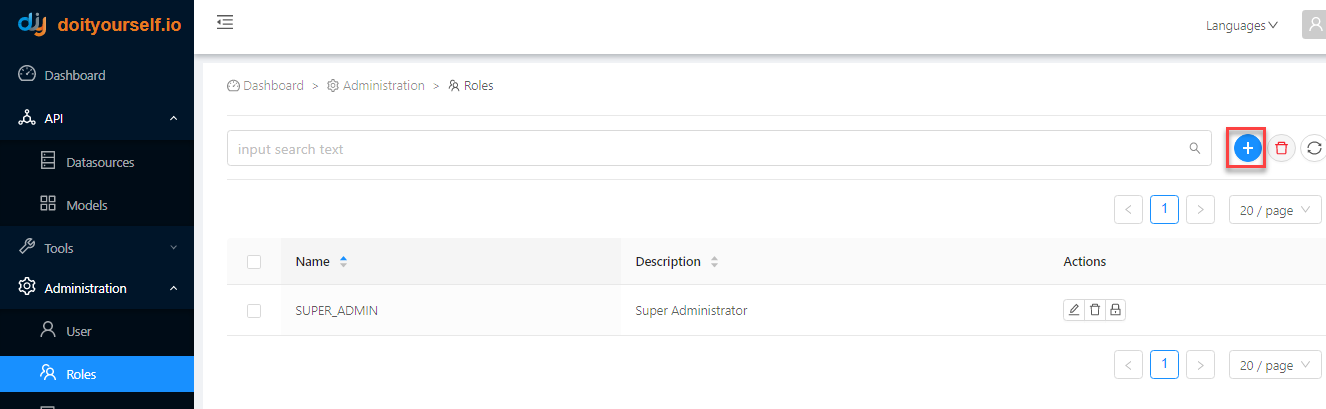 diy doityourself.io
Languages
Dashboard
API
Datasources
Models
Tools
Administration
User
Roles
Dashboard > Administration > Roles
input search text
< 1 > 20 / page
Name Description Actions
SUPER_ADMIN Super Administrator
< 1 > 20 / page